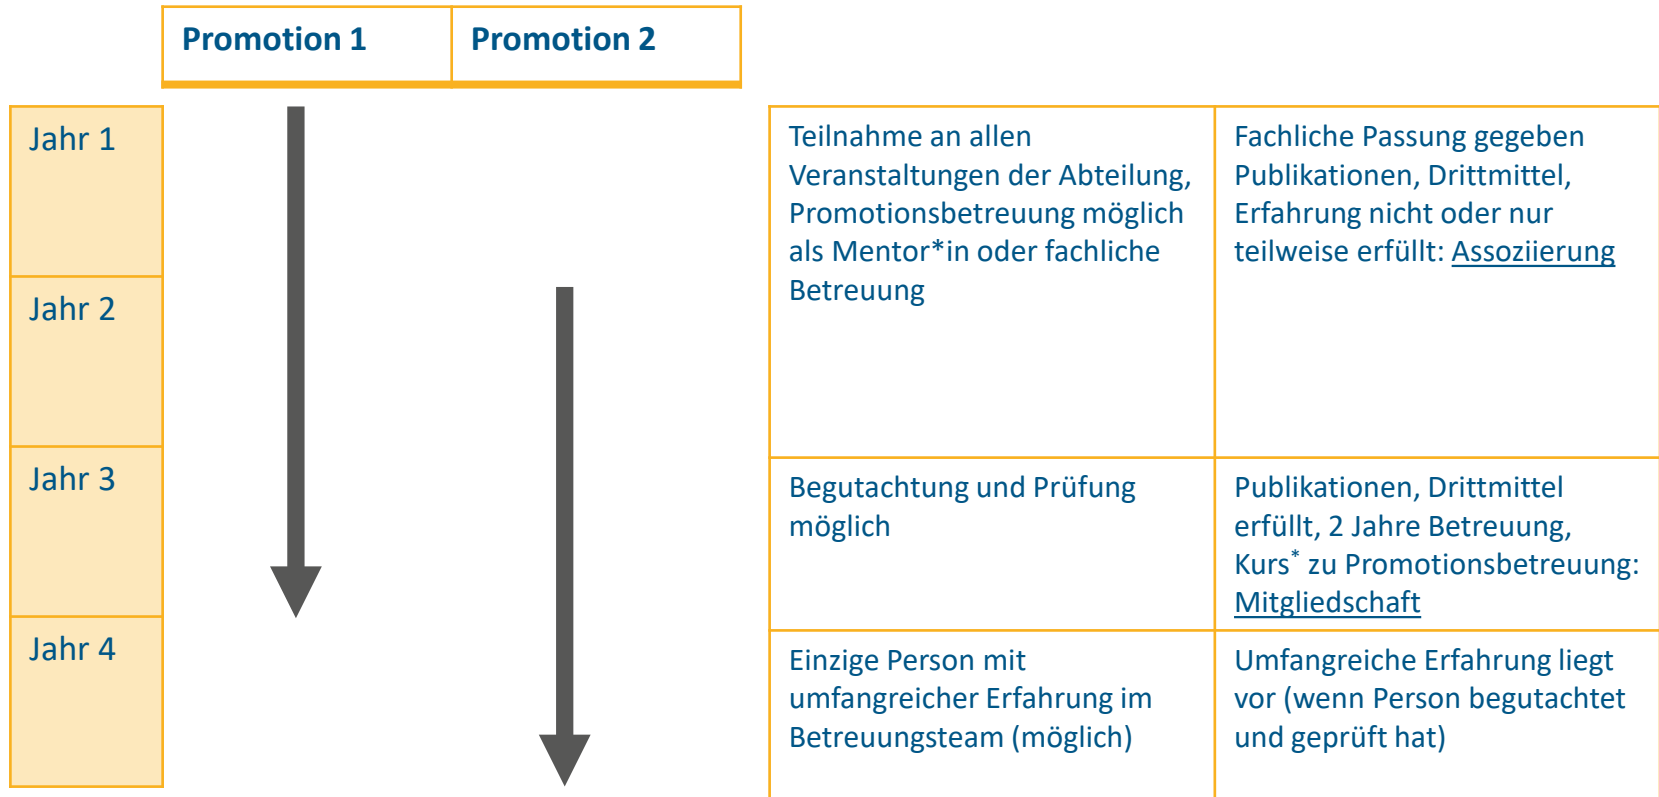 Promotion 1
Promotion 2
Jahr 1
Teilnahme an allen
Veranstaltungen der Abteilung,
Promotionsbetreuung möglich
als Mentor*in oder fachliche
Betreuung
Fachliche Passung gegeben
Publikationen, Drittmittel,
Erfahrung nicht oder nur
teilweise erfüllt: Assoziierung
Jahr 2
Jahr 3
Begutachtung und Prüfung
möglich
Publikationen, Drittmittel
erfüllt, 2 Jahre Betreuung,
Kurs* zu Promotionsbetreuung:
Mitgliedschaft
Jahr 4
Einzige Person mit
umfangreicher Erfahrung im
Betreuungsteam (möglich)
Umfangreiche Erfahrung liegt
vor (wenn Person begutachtet
und geprüft hat)